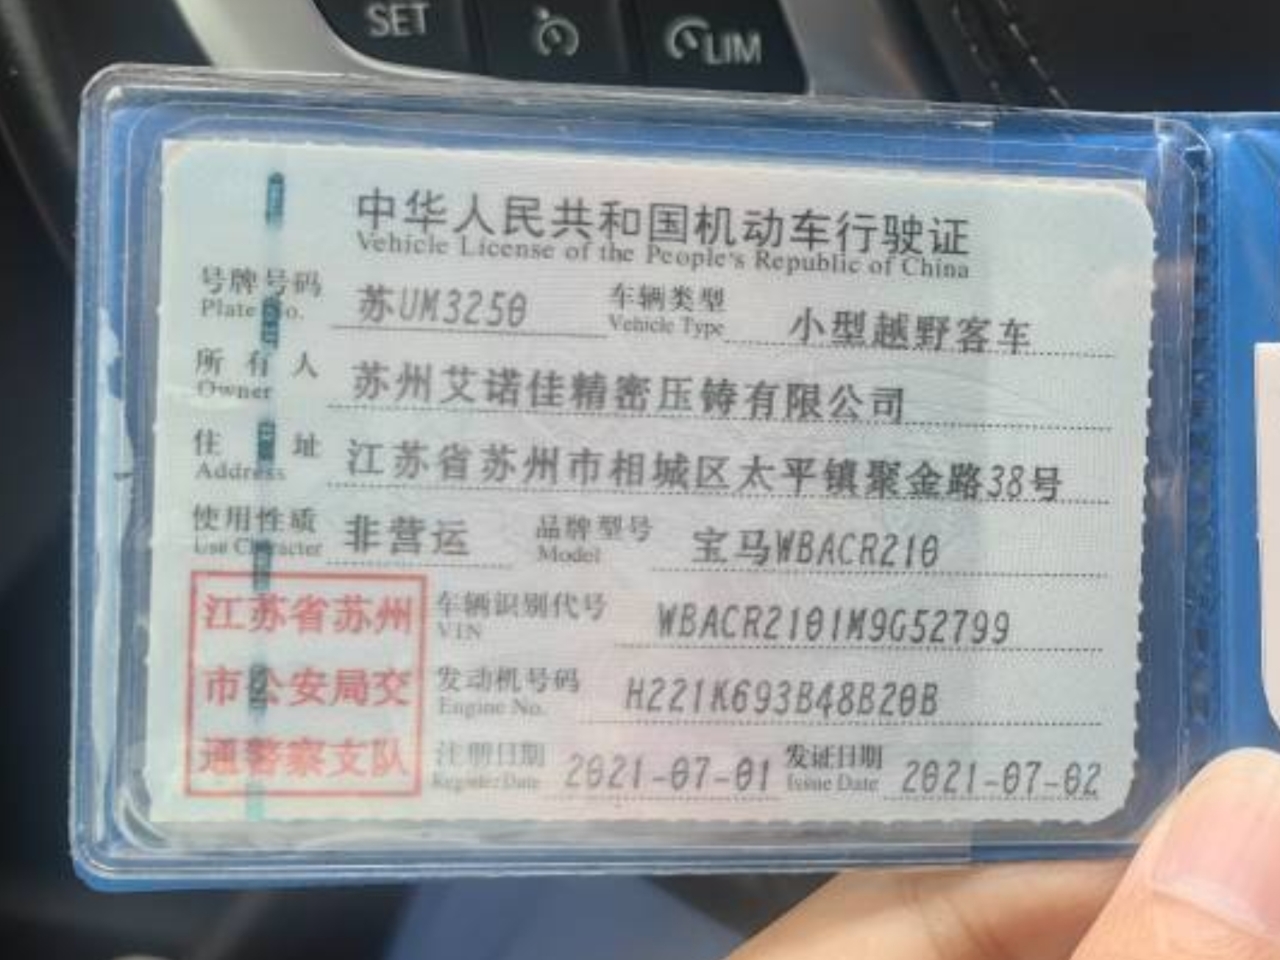 SET
LIM
中华人民共和国机动车行驶证
Vehicle License of the People's Republic of China
号牌号码 苏UM3250 车辆类型 小型越野客车
Plate No. Vehicle Type
所有人 苏州艾诺佳精密压铸有限公司
Owner
住址 江苏省苏州市相城区太平镇聚金路38号
Address
使用性质 非营运 品牌型号 宝马WBACR210
Use Character Model
江苏省苏州
市公安局交
通警察支队
车辆识别代号 WBACR2101M9G52799
VIN
发动机号码 H221K693B48B20B
Engine No.
注册日期 2021-07-01 发证日期 2021-07-02
Register Date Issue Date